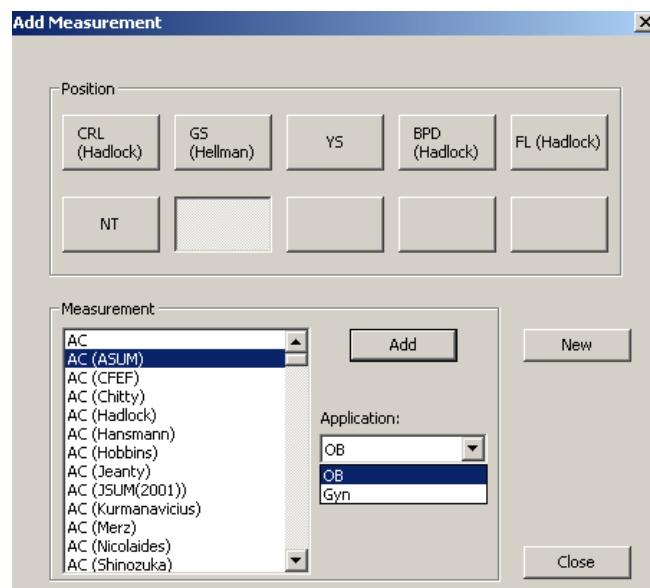 Add Measurement
Position
CRL
(Hadlock)
GS
(Hellman)
YS
BPD
(Hadlock)
FL (Hadlock)
NT
Measurement
AC
AC (ASUM)
AC (CFEF)
AC (Chitty)
AC (Hadlock)
AC (Hansmann)
AC (Hobbins)
AC (Jeanty)
AC (JSUM(2001))
AC (Kurmanavicius)
AC (Merz)
AC (Nicolaides)
AC (Shinozuka)
Add
Application:
OB
OB
Gyn
New
Close